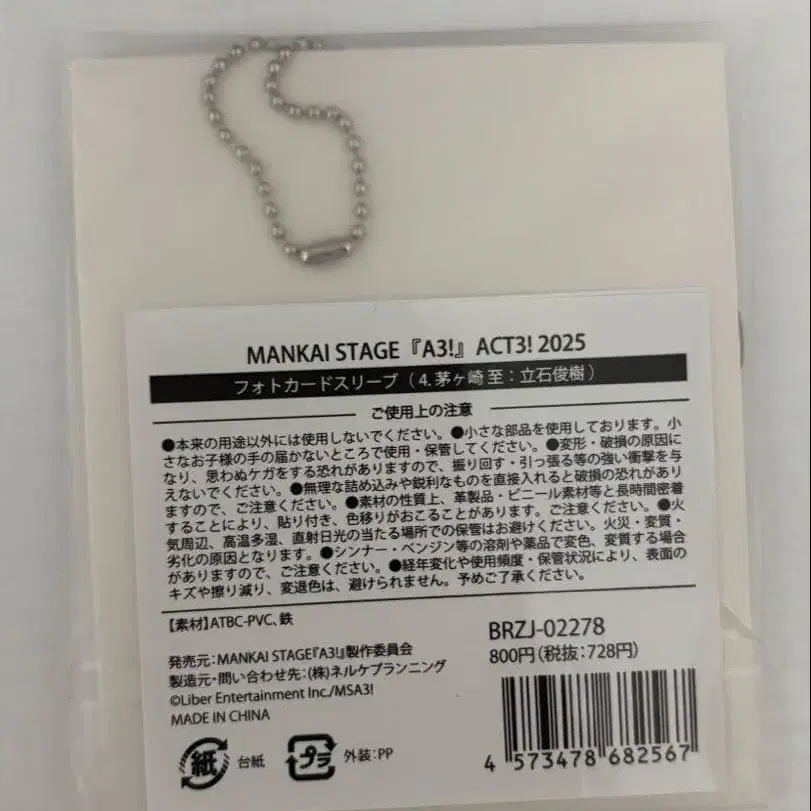 MANKAI STAGE『A3!』ACT3! 2025
フォトカードスリーブ（4. 茅ヶ崎 至：立石俊樹）
ご使用上の注意
●本来の用途以外には使用しないでください。●小さな部品を使用しております。小
さなお子様の手の届かないところで使用・保管してください。●変形・破損の原因に
なり、思わぬケガをする恐れがありますので、振り回す・引っ張る等の強い衝撃を与
えないでください。●無理な詰め込みや鋭利なものを直接入れると破損の恐れがあり
ますので、ご注意ください。●素材の性質上、革製品・ビニール素材等と長時間密着
することにより、貼り付き、色移りがおこることがあります。ご注意ください。●火
気周辺、高温多湿、直射日光の当たる場所での保管はお避けください。火災・変質・
劣化の原因となります。●シンナー・ベンジン等の溶剤や薬品で変色、変質する場合
がありますので、ご注意ください。●経年変化や使用頻度・保管状況により、表面の
キズや擦り減り、変退色は、避けられません。予めご了承ください。
【素材】ATBC-PVC、鉄
発売元：MANKAI STAGE『A3!』製作委員会
製造元・問い合わせ先：(株)ネルケプランニング
©Liber Entertainment Inc./MSA3!
MADE IN CHINA
BRZJ-02278
800円（税抜：728円）
紙 台紙
プラ 外装：PP
4 573478 682567